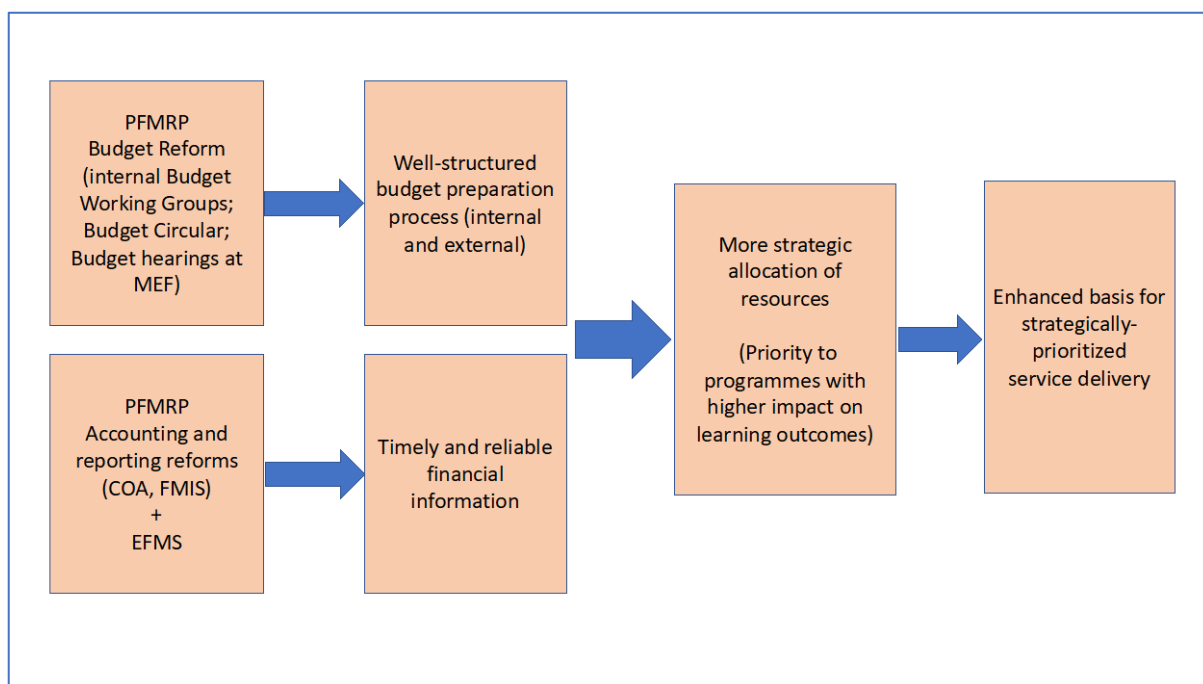 PFMRP
Budget Reform
(internal Budget
Working Groups;
Budget Circular;
Budget hearings at
MEF)
Well-structured
budget preparation
process (internal
and external)
PFMRP
Accounting and
reporting reforms
(COA, FMIS)
+
EFMS
Timely and reliable
financial
information
More strategic
allocation of
resources
(Priority to
programmes with
higher impact on
learning outcomes)
Enhanced basis for
strategically-
prioritized
service delivery